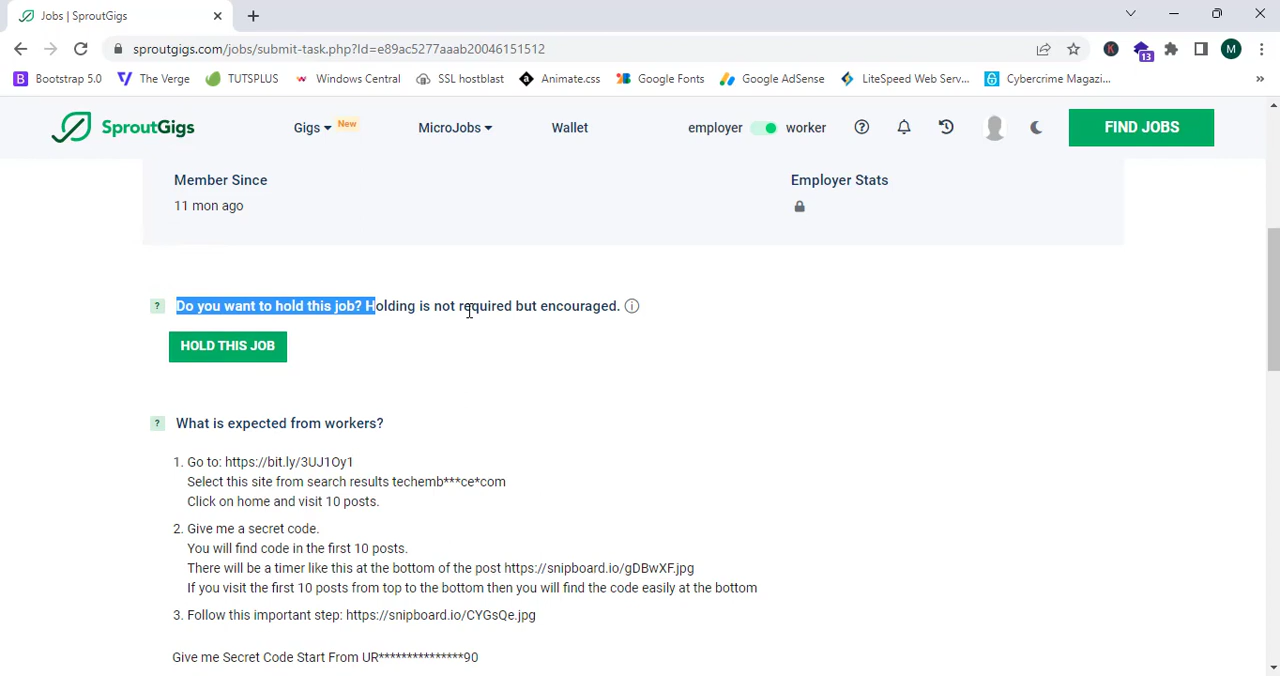 Jobs | SproutGigs
sproutgigs.com/jobs/submit-task.php?Id=e89ac5277aaab20046151512
K 13 M
B Bootstrap 5.0 The Verge TUTSPLUS Windows Central SSL hostblast Animate.css Google Fonts Google AdSense LiteSpeed Web Serv... Cybercrime Magazi... »
SproutGigs Gigs New MicroJobs Wallet employer worker FIND JOBS
Member Since Employer Stats
11 mon ago
? Do you want to hold this job? Holding is not required but encouraged.
HOLD THIS JOB
? What is expected from workers?
1. Go to: https://bit.ly/3UJ1Oy1
Select this site from search results techemb***ce*com
Click on home and visit 10 posts.
2. Give me a secret code.
You will find code in the first 10 posts.
There will be a timer like this at the bottom of the post https://snipboard.io/gDBwXF.jpg
If you visit the first 10 posts from top to the bottom then you will find the code easily at the bottom
3. Follow this important step: https://snipboard.io/CYGsQe.jpg
Give me Secret Code Start From UR***************90